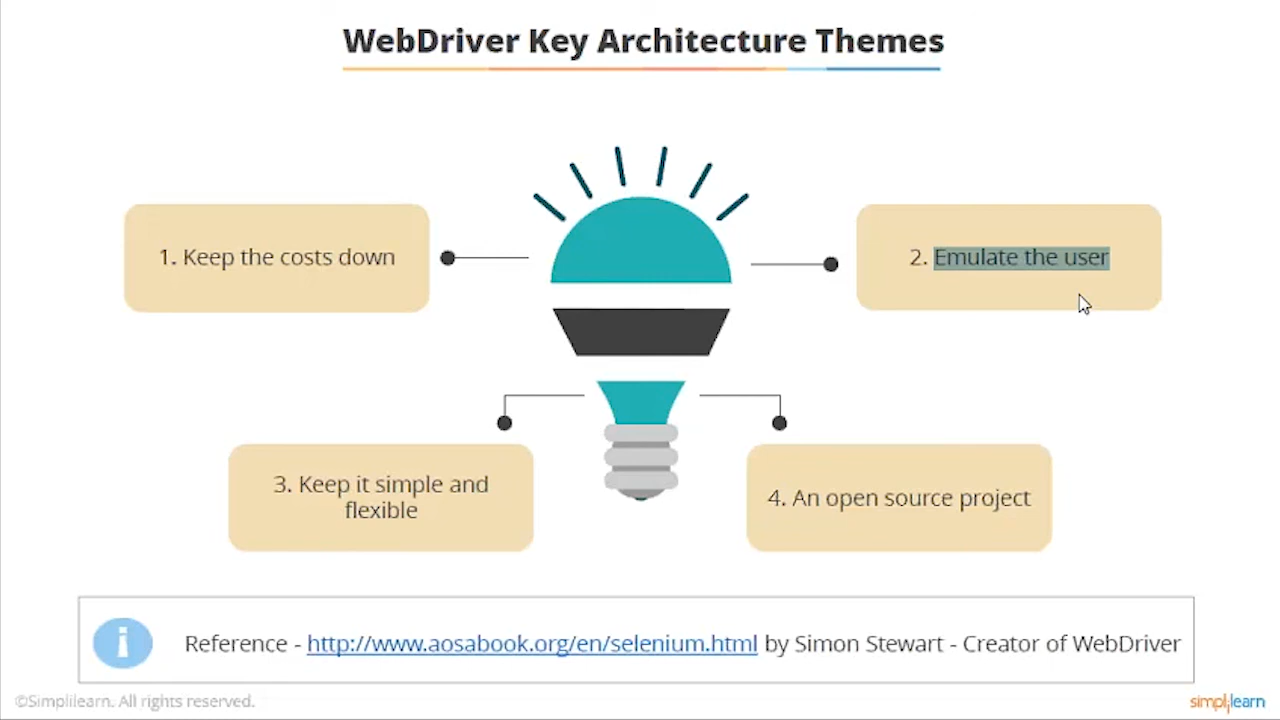 WebDriver Key Architecture Themes
1. Keep the costs down
2. Emulate the user
3. Keep it simple and
flexible
4. An open source project
i
Reference - http://www.aosabook.org/en/selenium.html by Simon Stewart - Creator of WebDriver
©Simplilearn. All rights reserved.
simplilearn